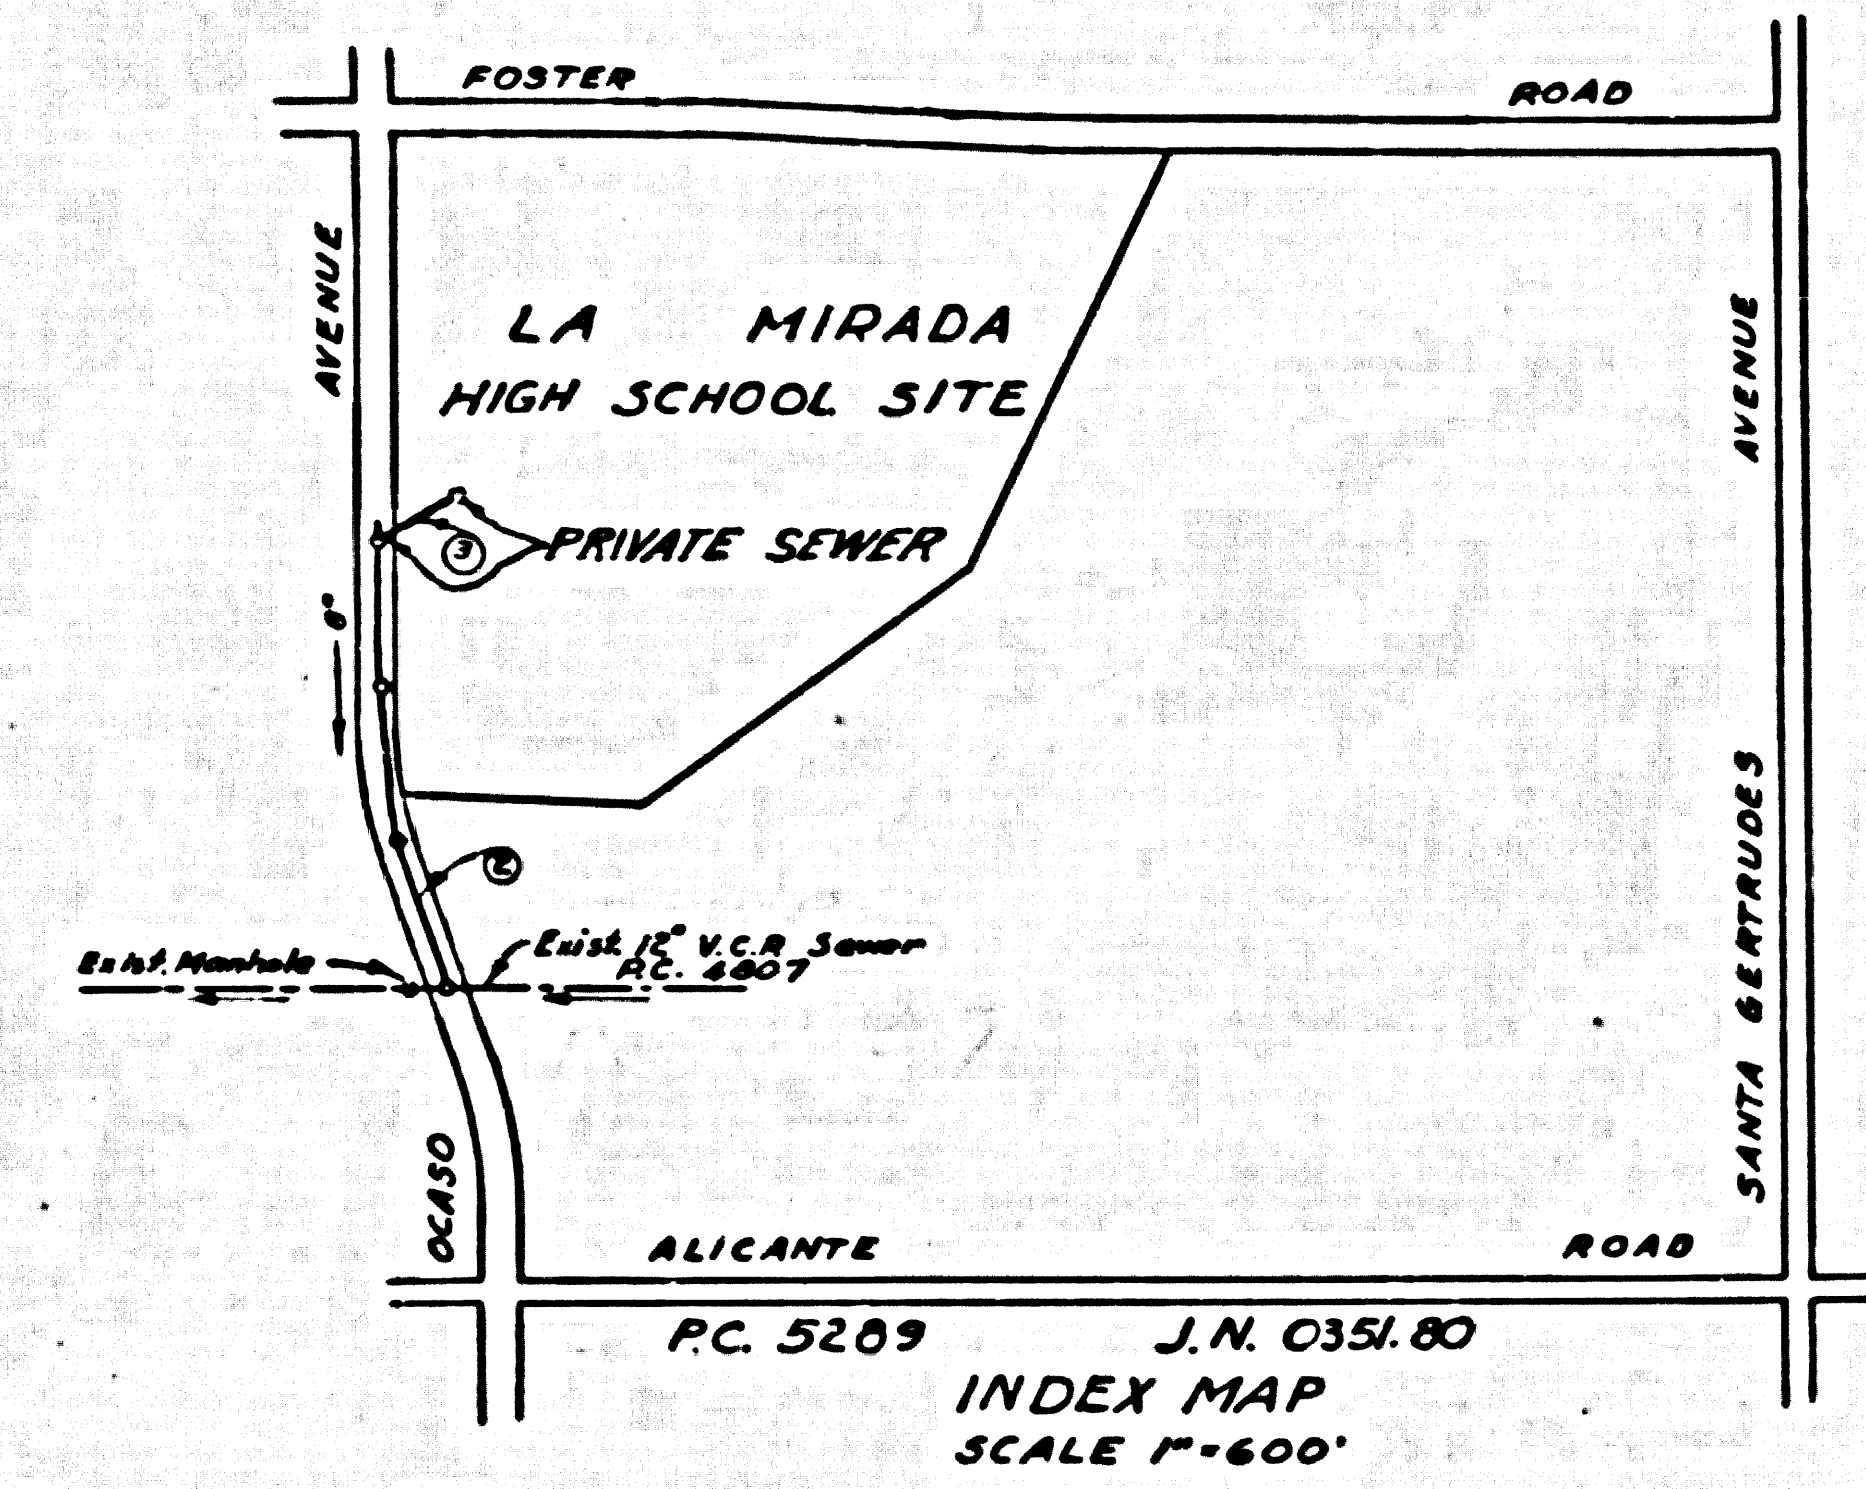 FOSTER ROAD
AVENUE
LA MIRADA
HIGH SCHOOL SITE
AVENUE
PRIVATE SEWER
3
2
Exist. Manhole
Exist 12" V.C.P. Sewer
P.C. 4807
SANTA GERTRUDES
OCASO
ALICANTE ROAD
P.C. 5289 J.N. 0351.80
INDEX MAP
SCALE 1"=600'